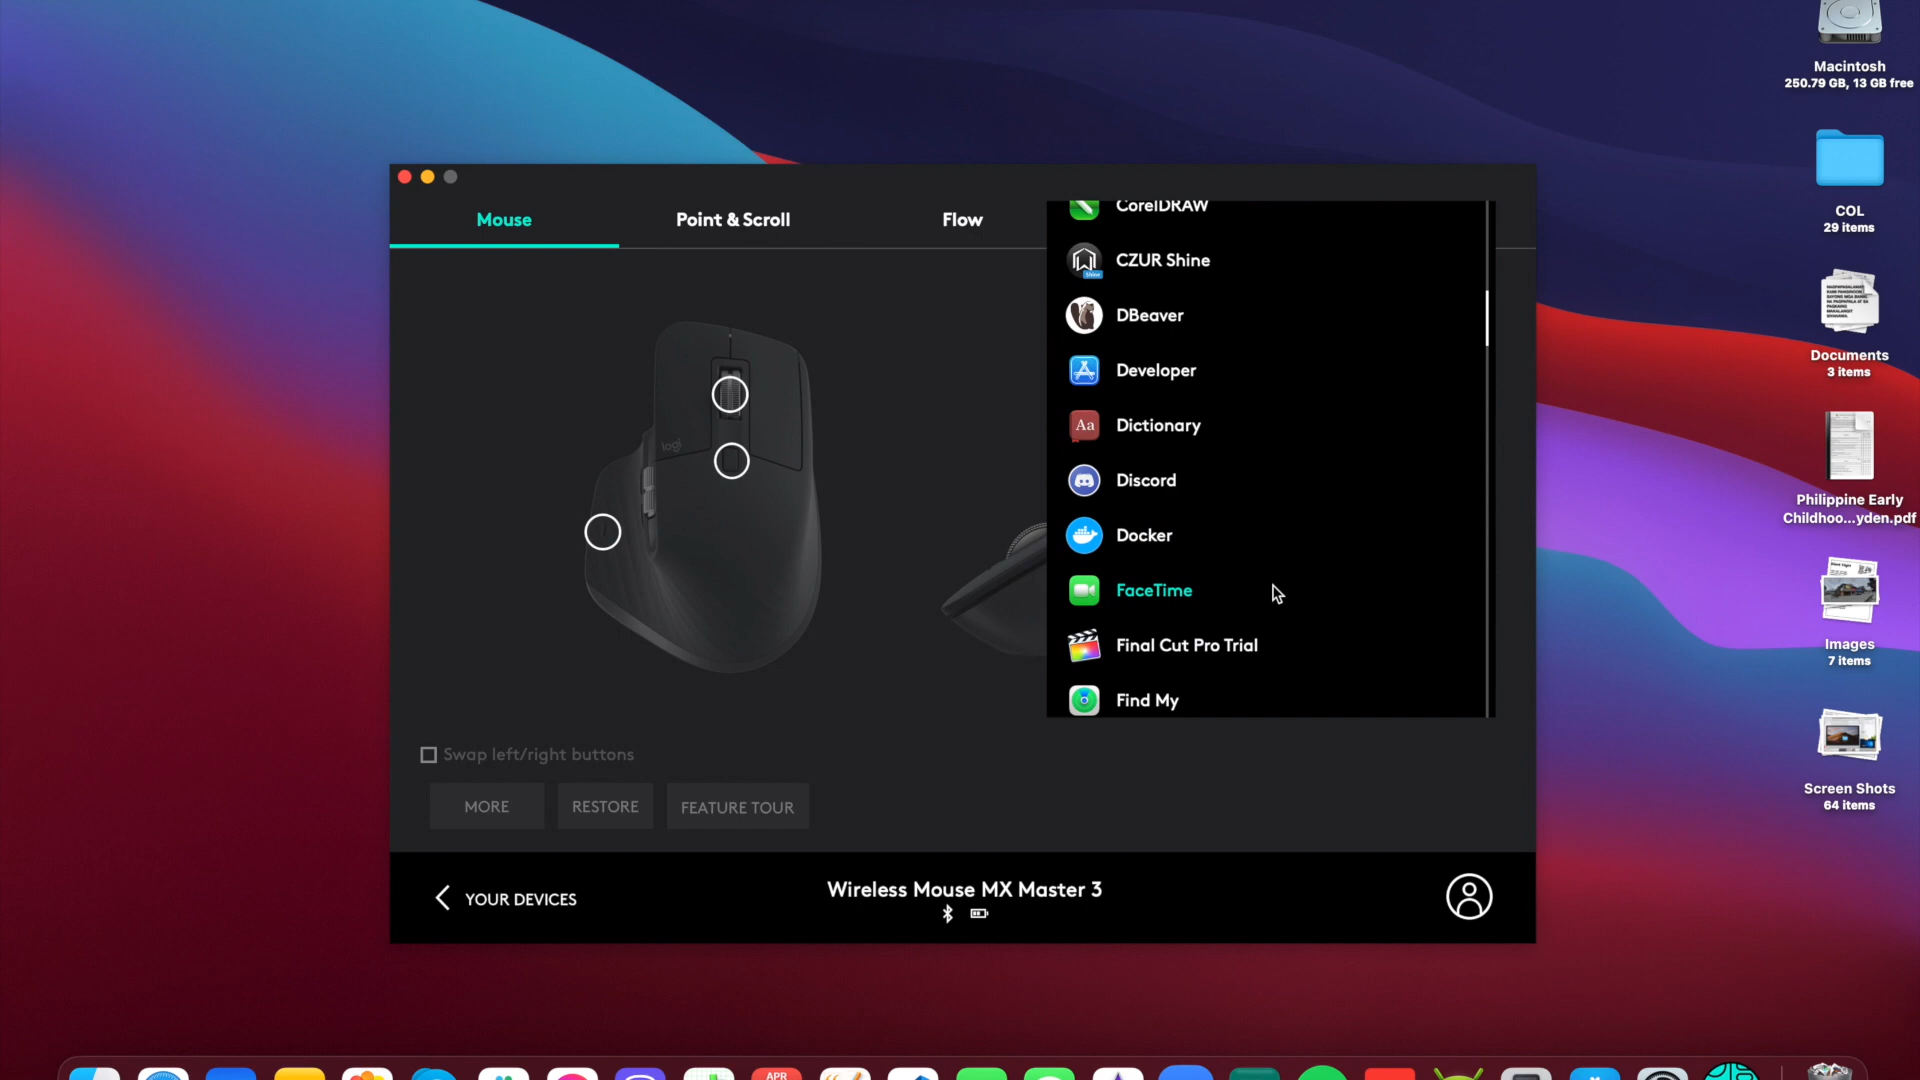 Macintosh
250.79 GB, 13 GB free
COL
29 items
Documents
3 items
Philippine Early
Childhoo...yden.pdf
Images
7 items
Screen Shots
64 items
Mouse
Point & Scroll
Flow
CorelDRAW
CZUR Shine
DBeaver
Developer
Aa
Dictionary
Discord
Docker
FaceTime
Final Cut Pro Trial
Find My
logi
Swap left/right buttons
MORE
RESTORE
FEATURE TOUR
YOUR DEVICES
Wireless Mouse MX Master 3
APR